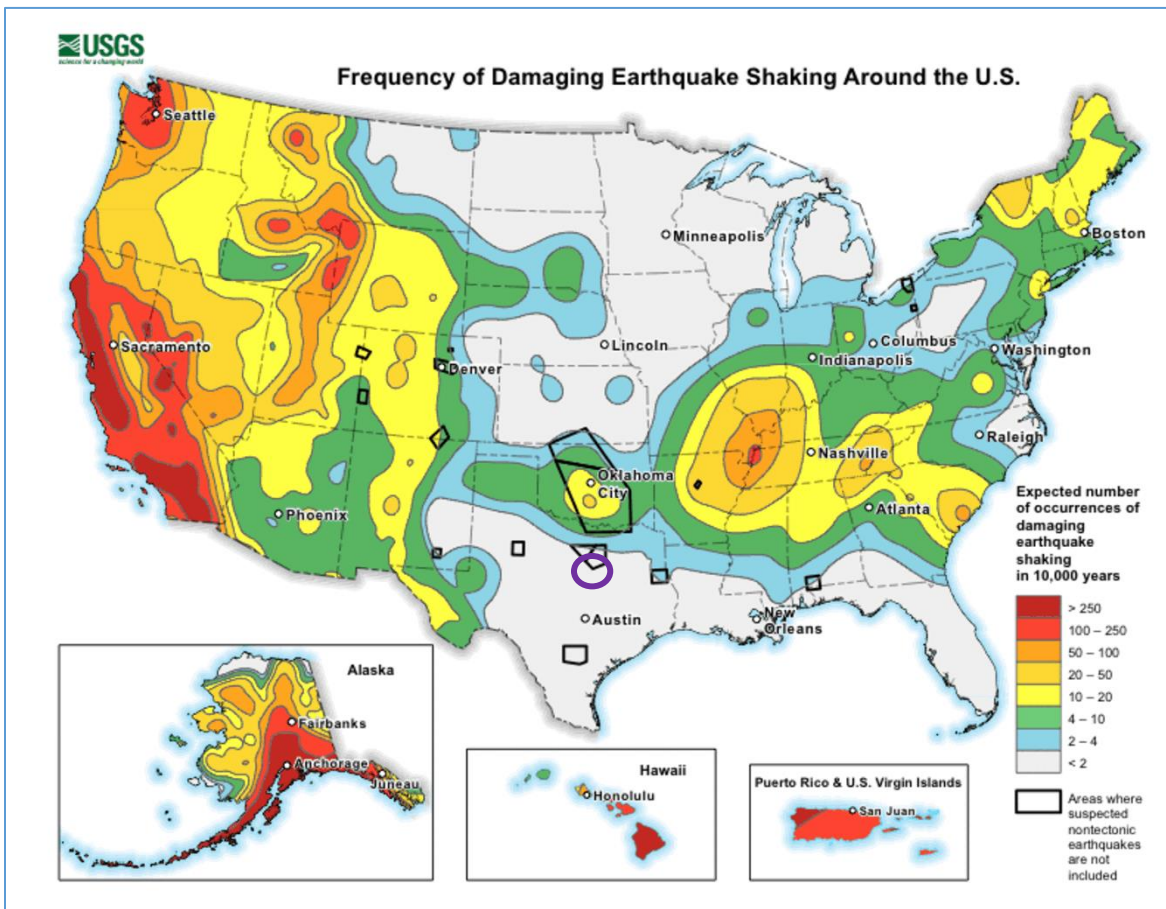 USGS
science for a changing world
Frequency of Damaging Earthquake Shaking Around the U.S.
Seattle
Minneapolis
Boston
Sacramento
Lincoln
Columbus
Indianapolis
Washington
Denver
Raleigh
Nashville
Oklahoma
City
Phoenix
Atlanta
Austin
New
Orleans
Expected number
of occurrences of
damaging
earthquake
shaking
in 10,000 years
> 250
100 – 250
50 – 100
20 – 50
10 – 20
4 – 10
2 – 4
< 2
Areas where
suspected
nontectonic
earthquakes
are not
included
Alaska
Fairbanks
Anchorage
Juneau
Hawaii
Honolulu
Puerto Rico & U.S. Virgin Islands
San Juan